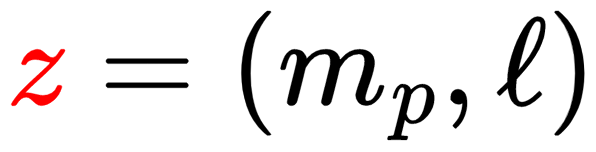 z = (m_p, ℓ)